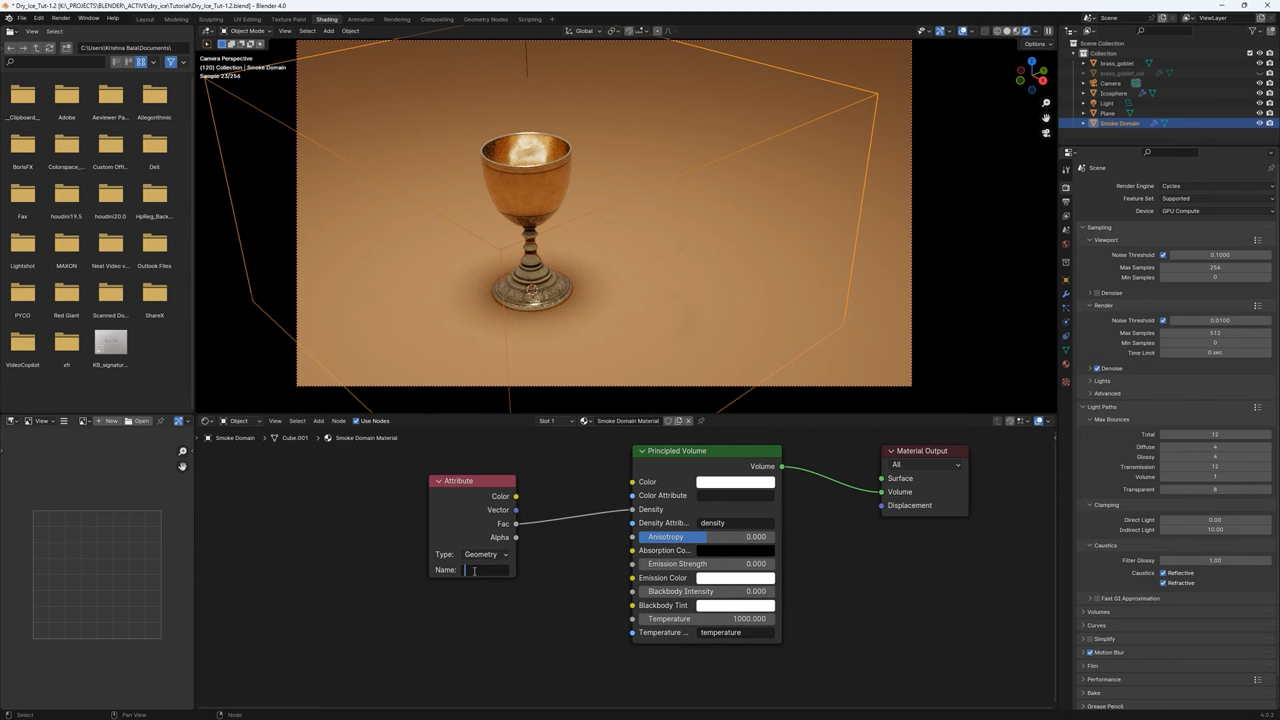 * Dry_Ice_Tut-1.2 [K:\_PROJECTS\BLENDER\_ACTIVE\dry_ice\Tutorial\Dry_Ice_Tut-1.2.blend] - Blender 4.0
File Edit Render Window Help Layout Modeling Sculpting UV Editing Texture Paint Shading Animation Rendering Compositing Geometry Nodes Scripting Scene ViewLayer
View Select Object Mode View Select Add Object Global Options
C:\Users\Krishna Bala\Documents\
__Clipboard__ Adobe Aeviewer Pa... Allegorithmic
BorisFX Colorspace_... Custom Offi... Dell
Fax houdini19.5 houdini20.0 HpReg_Back...
Lightshot MAXON Neat Video v... Outlook Files
PYCO Red Giant Scanned Do... ShareX
VideoCopilot xfr KB_signatur...
Camera Perspective
(120) Collection | Smoke Domain
Sample 23/256
Scene Collection
Collection
brass_goblet
brass_goblet_col
Camera
Icosphere
Light
Plane
Smoke Domain
Scene
Render Engine Cycles
Feature Set Supported
Device GPU Compute
Sampling
Viewport
Noise Threshold 0.1000
Max Samples 256
Min Samples 0
Denoise
Render
Noise Threshold 0.0100
Max Samples 512
Min Samples 0
Time Limit 0 sec
Denoise
Lights
Advanced
Light Paths
Max Bounces
Total 12
Diffuse 4
Glossy 4
Transmission 12
Volume 1
Transparent 8
Clamping
Direct Light 0.00
Indirect Light 10.00
Caustics
Filter Glossy 1.00
Caustics Reflective
Refractive
Fast GI Approximation
Volumes
Curves
Simplify
Motion Blur
Film
Performance
Bake
Grease Pencil
View New Open
Object View Select Add Node Use Nodes Slot 1 Smoke Domain Material
Smoke Domain Cube.001 Smoke Domain Material
Attribute
Color
Vector
Fac
Alpha
Type: Geometry
Name:
Principled Volume
Volume
Color
Color Attribute
Density
Density Attrib... density
Anisotropy 0.000
Absorption Co...
Emission Strength 0.000
Emission Color
Blackbody Intensity 0.000
Blackbody Tint
Temperature 1000.000
Temperature ... temperature
Material Output
All
Surface
Volume
Displacement
Select Pan View Node 4.0.2